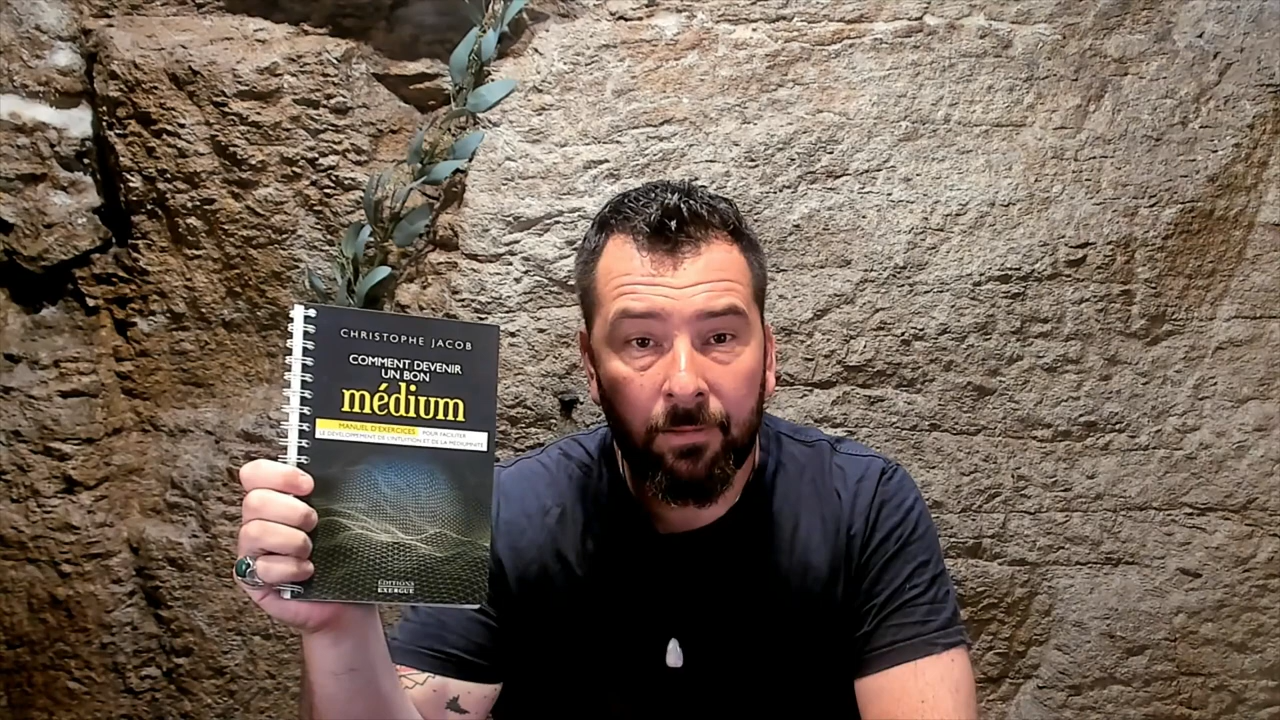 CHRISTOPHE JACOB
COMMENT DEVENIR
UN BON
médium
MANUEL D'EXERCICES POUR FACILITER
LE DÉVELOPPEMENT DE L'INTUITION ET DE LA MÉDIUMNITÉ
ÉDITIONS
EXERGUE